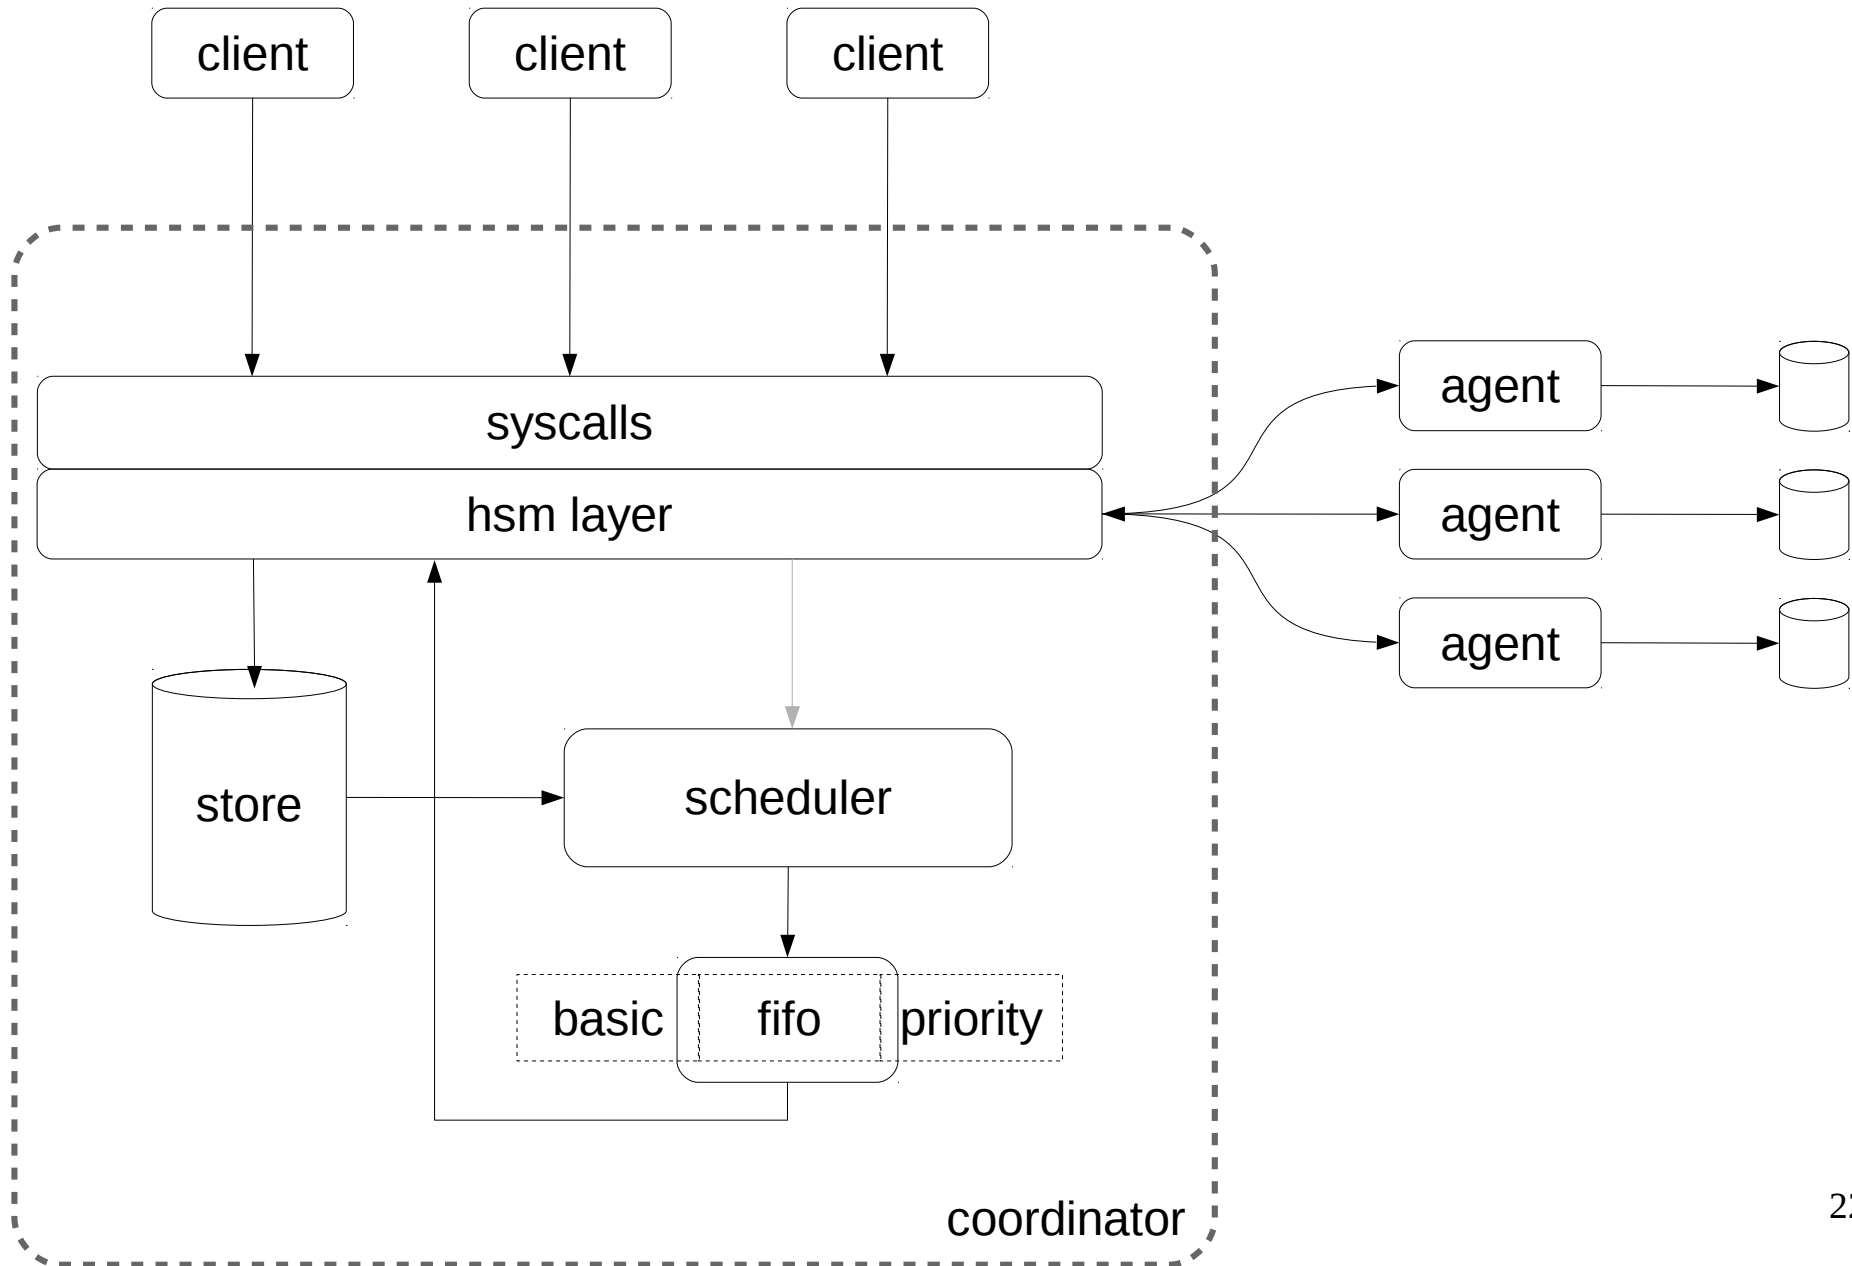 client
client
client
syscalls
hsm layer
agent
agent
agent
store
scheduler
basic
fifo
priority
coordinator